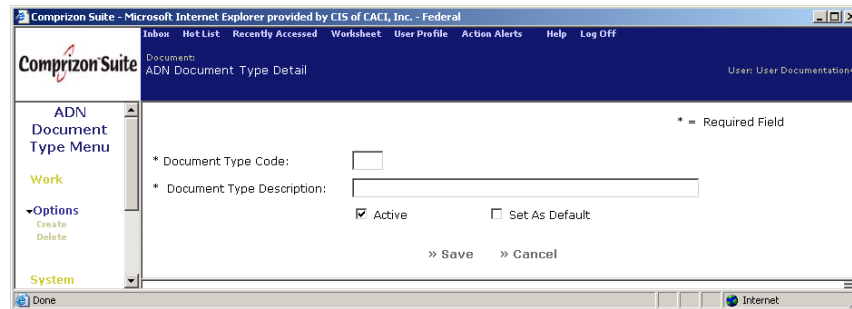 Comprizon Suite - Microsoft Internet Explorer provided by CIS of CACI, Inc. - Federal
Inbox HotList Recently Accessed Worksheet User Profile Action Alerts Help Log Off
Comprizon Suite
Document:
ADN Document Type Detail
User: User Documentation
ADN
Document
Type Menu
Work
Options
Create
Delete
System
* = Required Field
* Document Type Code:
* Document Type Description:
Active Set As Default
» Save » Cancel
Done Internet